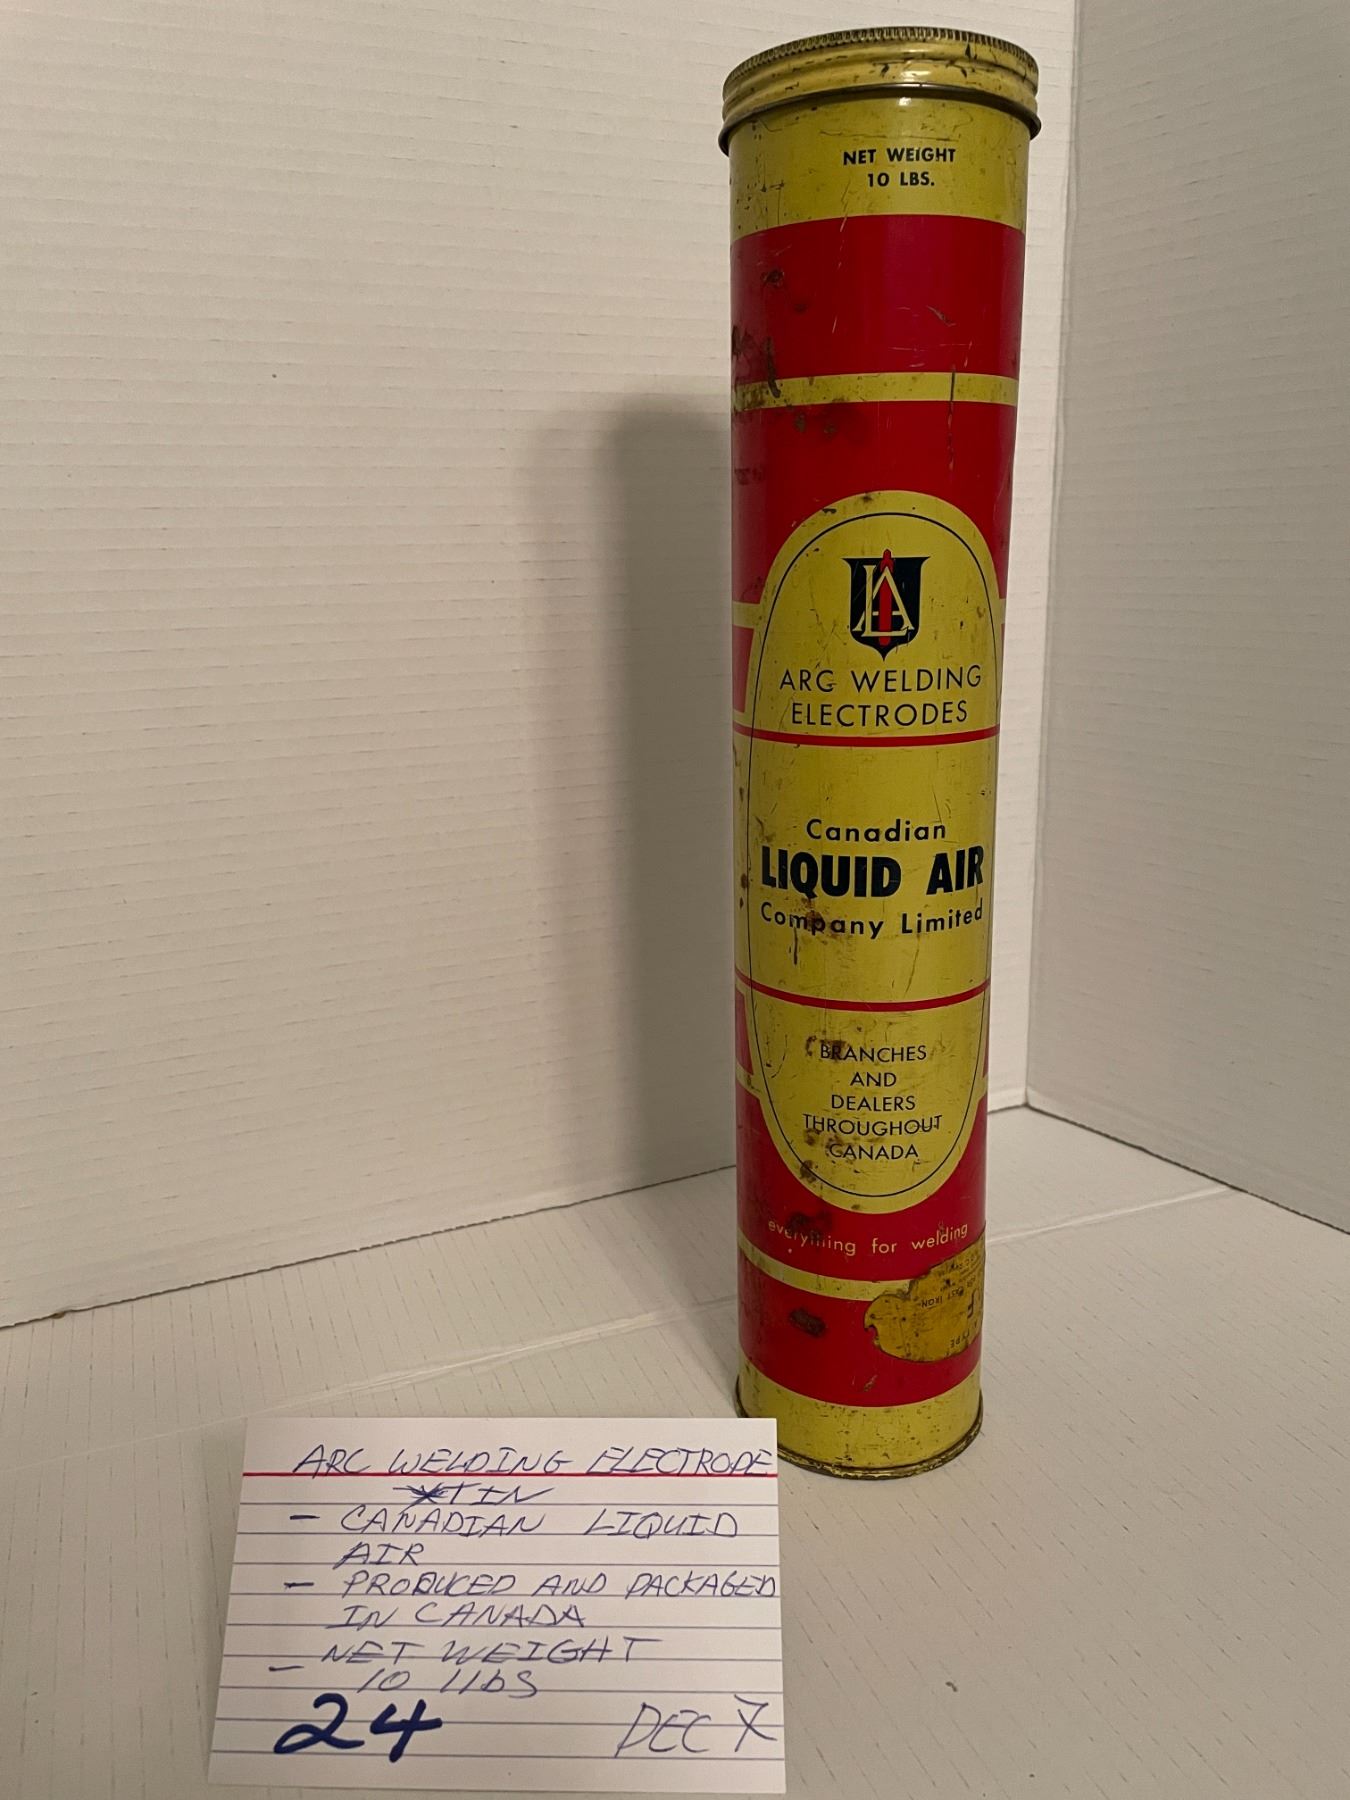 NET WEIGHT
10 LBS.
LA
ARC WELDING
ELECTRODES
Canadian
LIQUID AIR
Company Limited
BRANCHES
AND
DEALERS
THROUGHOUT
CANADA
everything for welding
ARC WELDING ELECTRODE
TIN
- CANADIAN LIQUID
AIR
- PRODUCED AND PACKAGED
IN CANADA
- NET WEIGHT
10 llbs
24 DEC 7